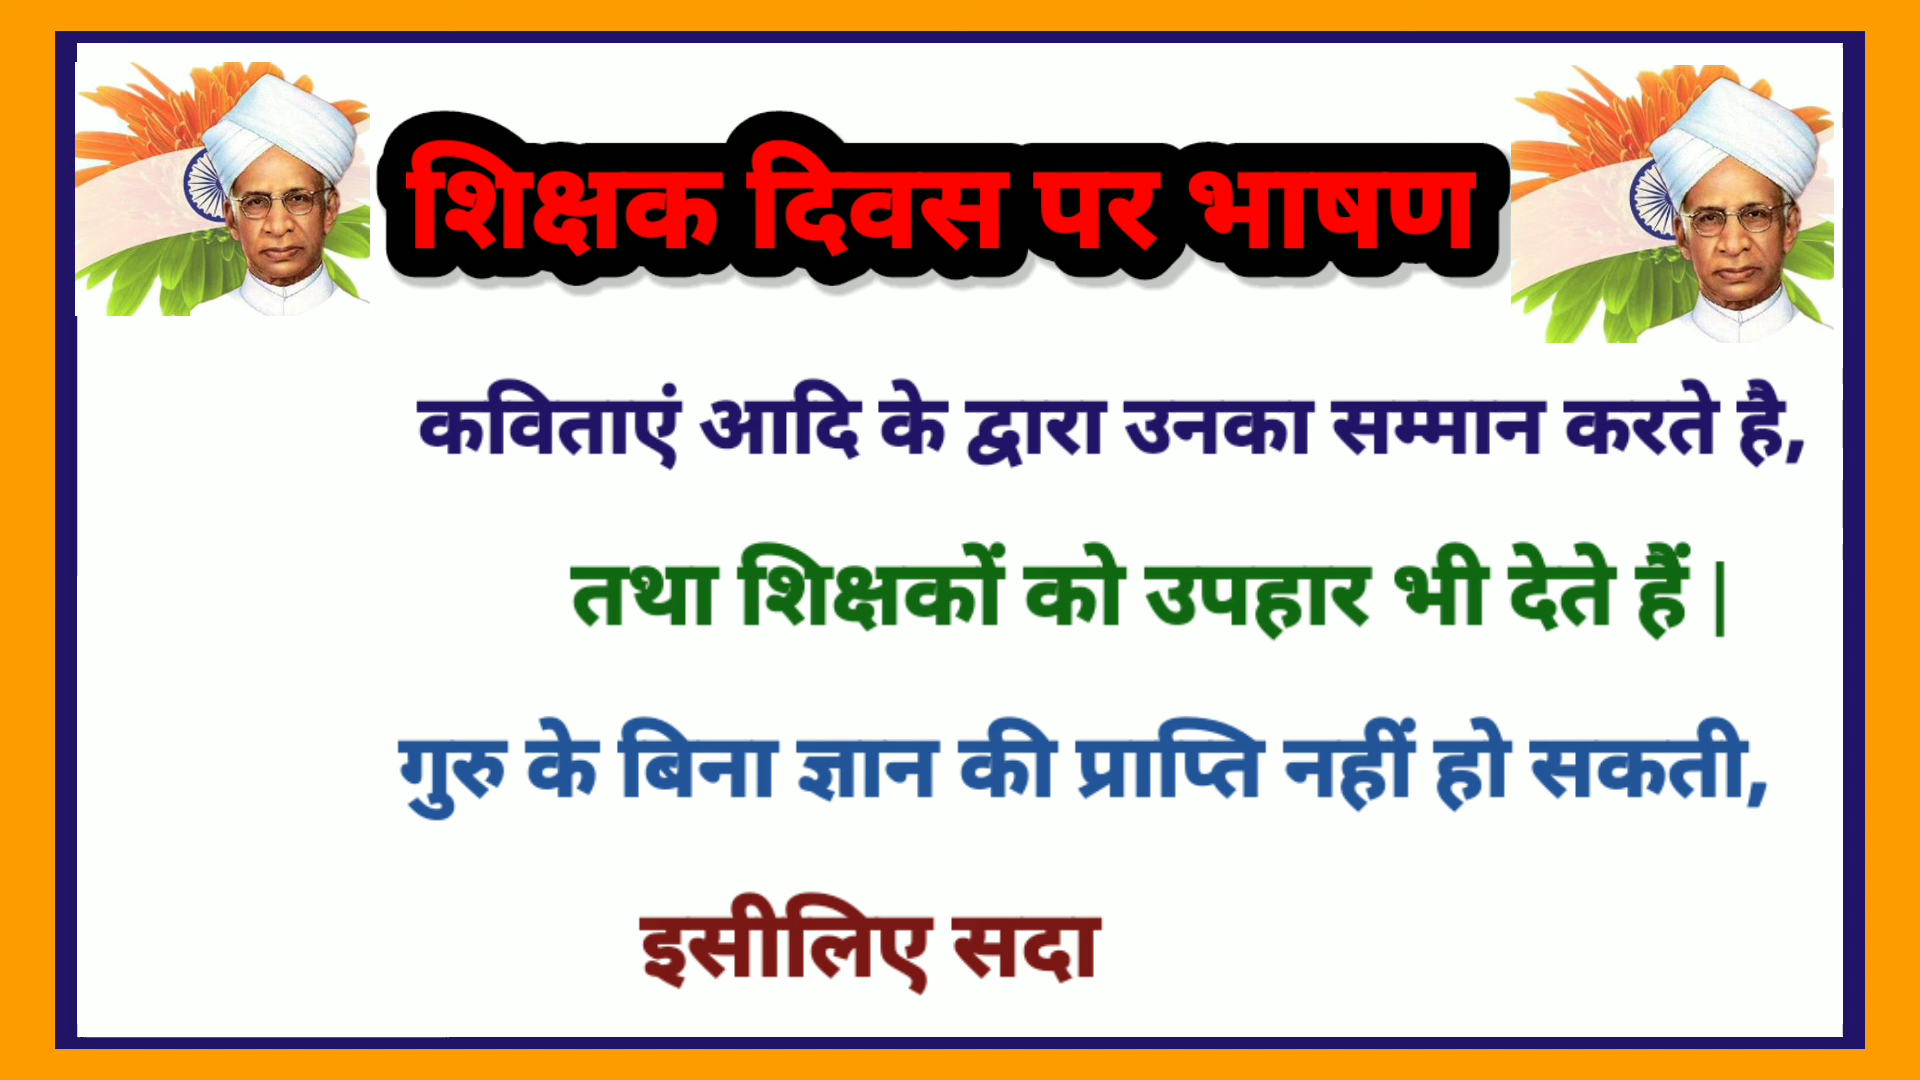 शिक्षक दिवस पर भाषण
कविताएं आदि के द्वारा उनका सम्मान करते है,
तथा शिक्षकों को उपहार भी देते हैं |
गुरु के बिना ज्ञान की प्राप्ति नहीं हो सकती,
इसीलिए सदा